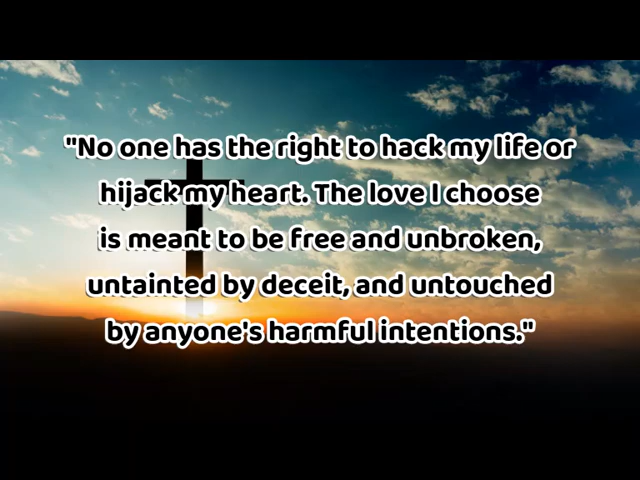 "No one has the right to hack my life or
hijack my heart. The love I choose
is meant to be free and unbroken,
untainted by deceit, and untouched
by anyone's harmful intentions."